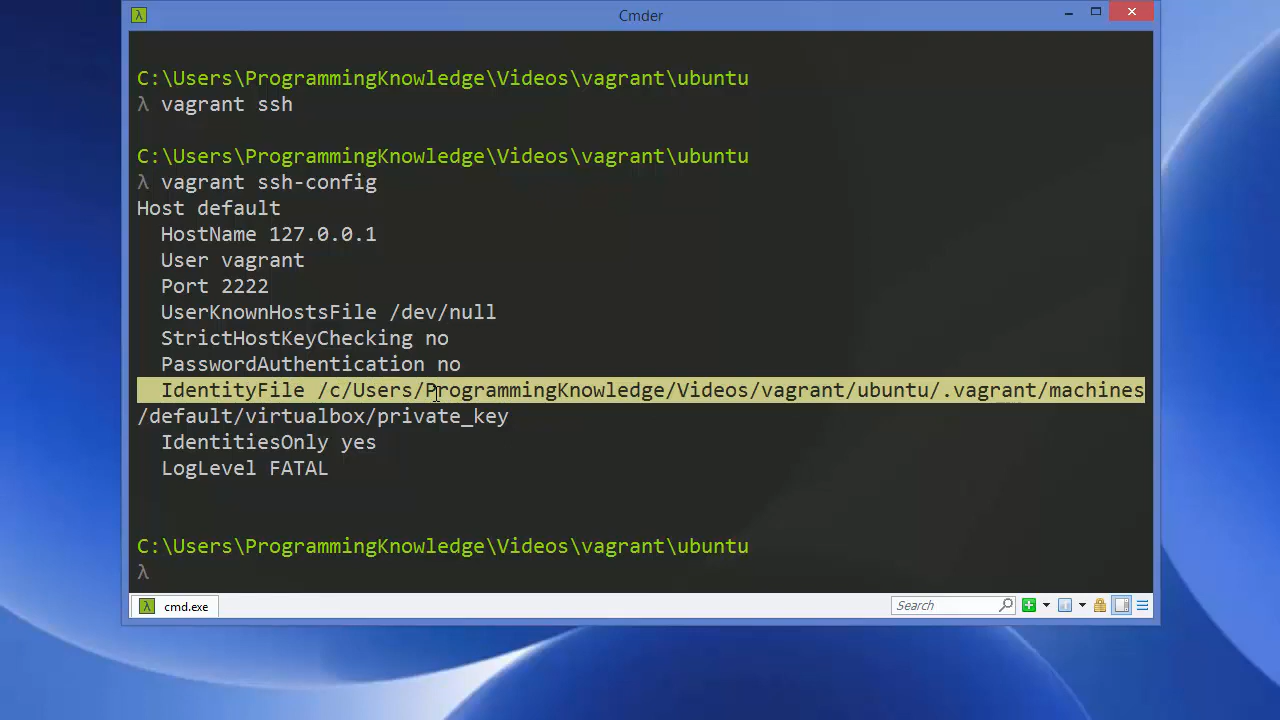 Cmder
C:\Users\ProgrammingKnowledge\Videos\vagrant\ubuntu
λ vagrant ssh
C:\Users\ProgrammingKnowledge\Videos\vagrant\ubuntu
λ vagrant ssh-config
Host default
  HostName 127.0.0.1
  User vagrant
  Port 2222
  UserKnownHostsFile /dev/null
  StrictHostKeyChecking no
  PasswordAuthentication no
  IdentityFile /c/Users/ProgrammingKnowledge/Videos/vagrant/ubuntu/.vagrant/machines
/default/virtualbox/private_key
  IdentitiesOnly yes
  LogLevel FATAL
C:\Users\ProgrammingKnowledge\Videos\vagrant\ubuntu
λ
λ cmd.exe
Search